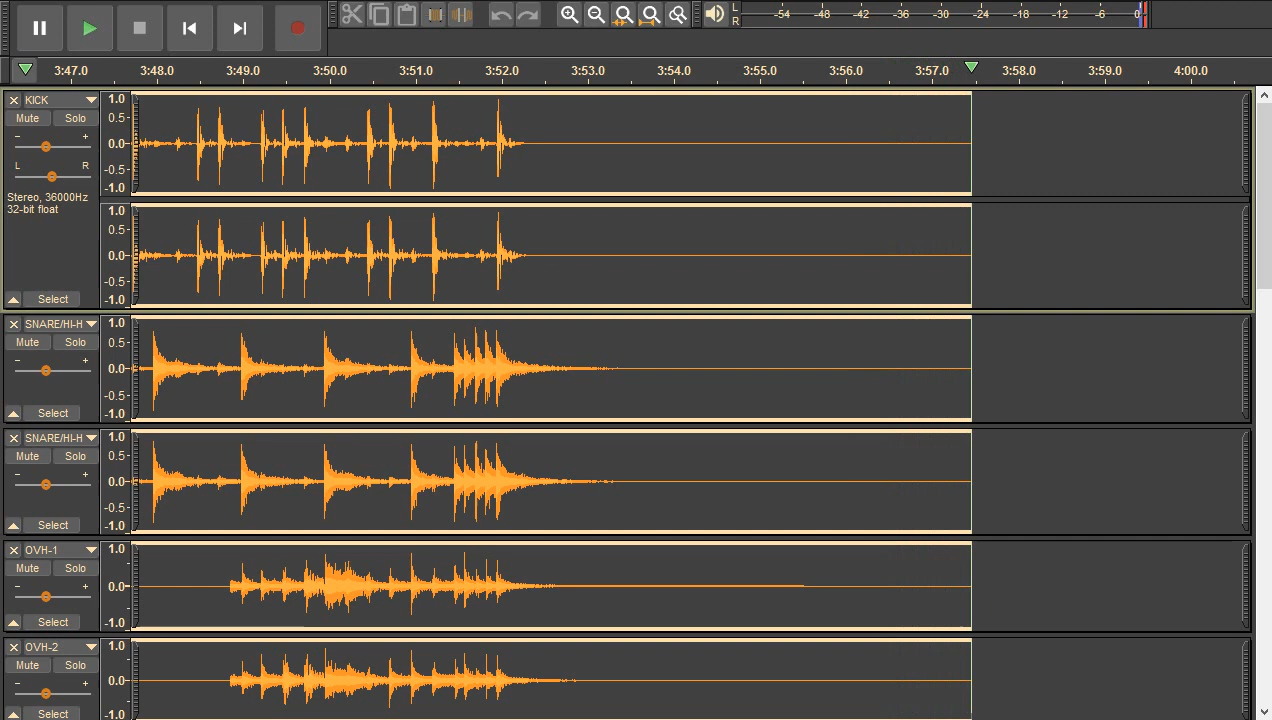 L
R
-54 -48 -42 -36 -30 -24 -18 -12 -6 0
3:47.0 3:48.0 3:49.0 3:50.0 3:51.0 3:52.0 3:53.0 3:54.0 3:55.0 3:56.0 3:57.0 3:58.0 3:59.0 4:00.0
KICK
Mute Solo
- +
L R
Stereo, 36000Hz
32-bit float
Select
1.0
0.5-
0.0-
-0.5-
-1.0
1.0
0.5-
0.0-
-0.5-
-1.0
SNARE/HI-H
Mute Solo
- +
Select
1.0
0.5-
0.0-
-0.5-
-1.0
SNARE/HI-H
Mute Solo
- +
Select
1.0
0.5-
0.0-
-0.5-
-1.0
OVH-1
Mute Solo
- +
Select
1.0
0.0-
-1.0
OVH-2
Mute Solo
- +
Select
1.0
0.0-
-1.0